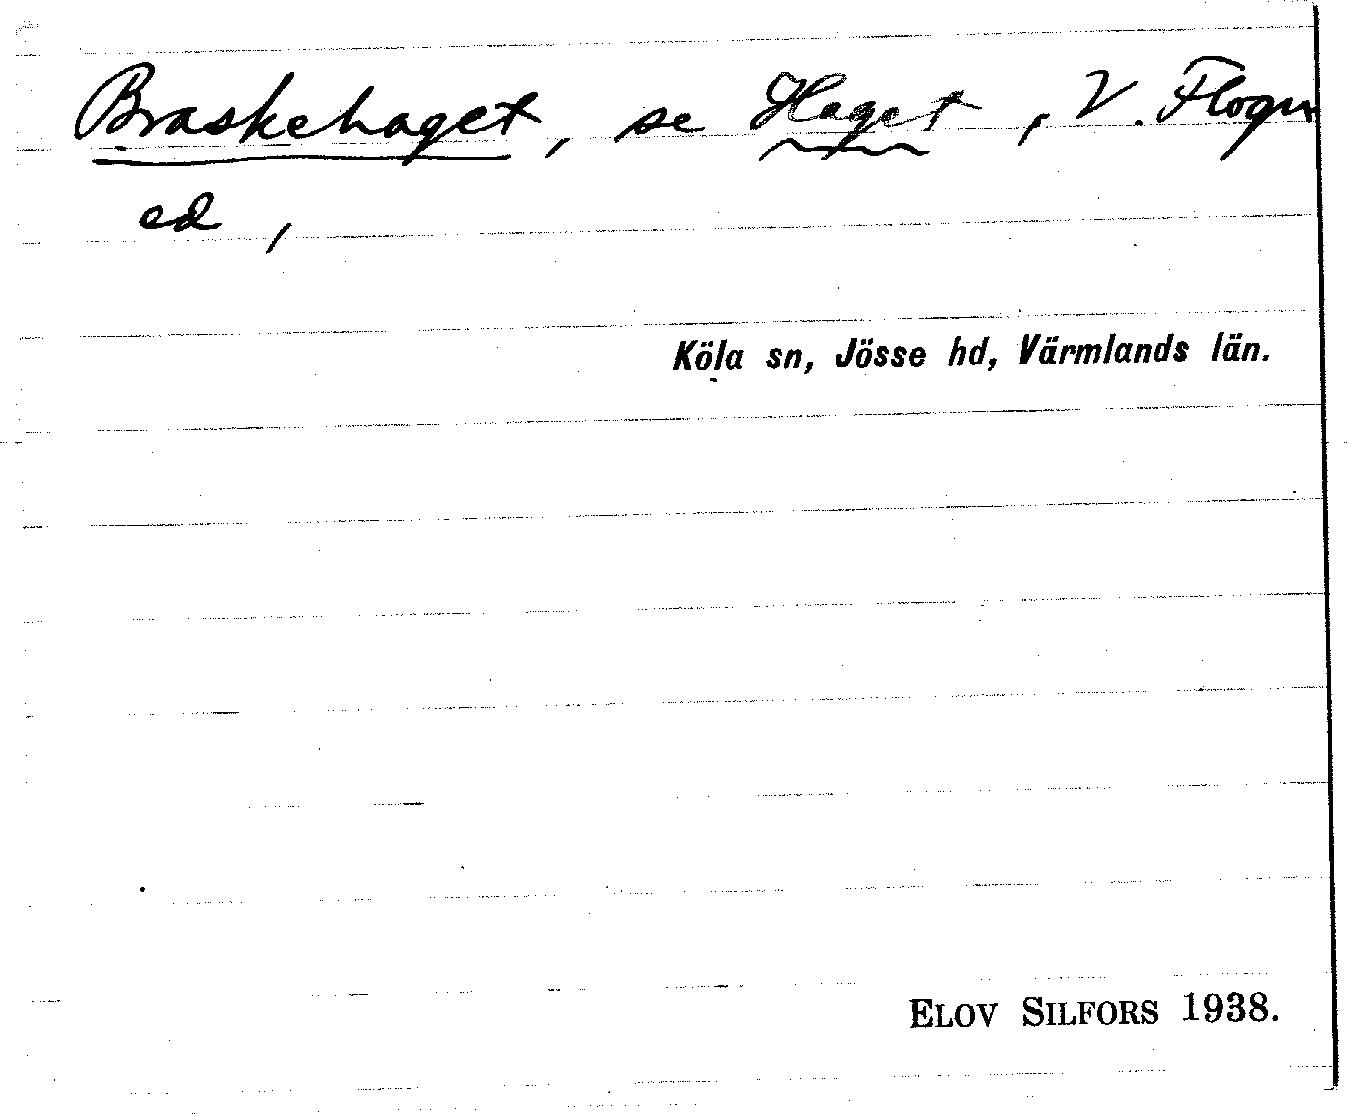 Braskehaget, se Haget, V. Flogn
ed,
Köla sn, Jösse hd, Värmlands län.
ELOV SILFORS 1938.